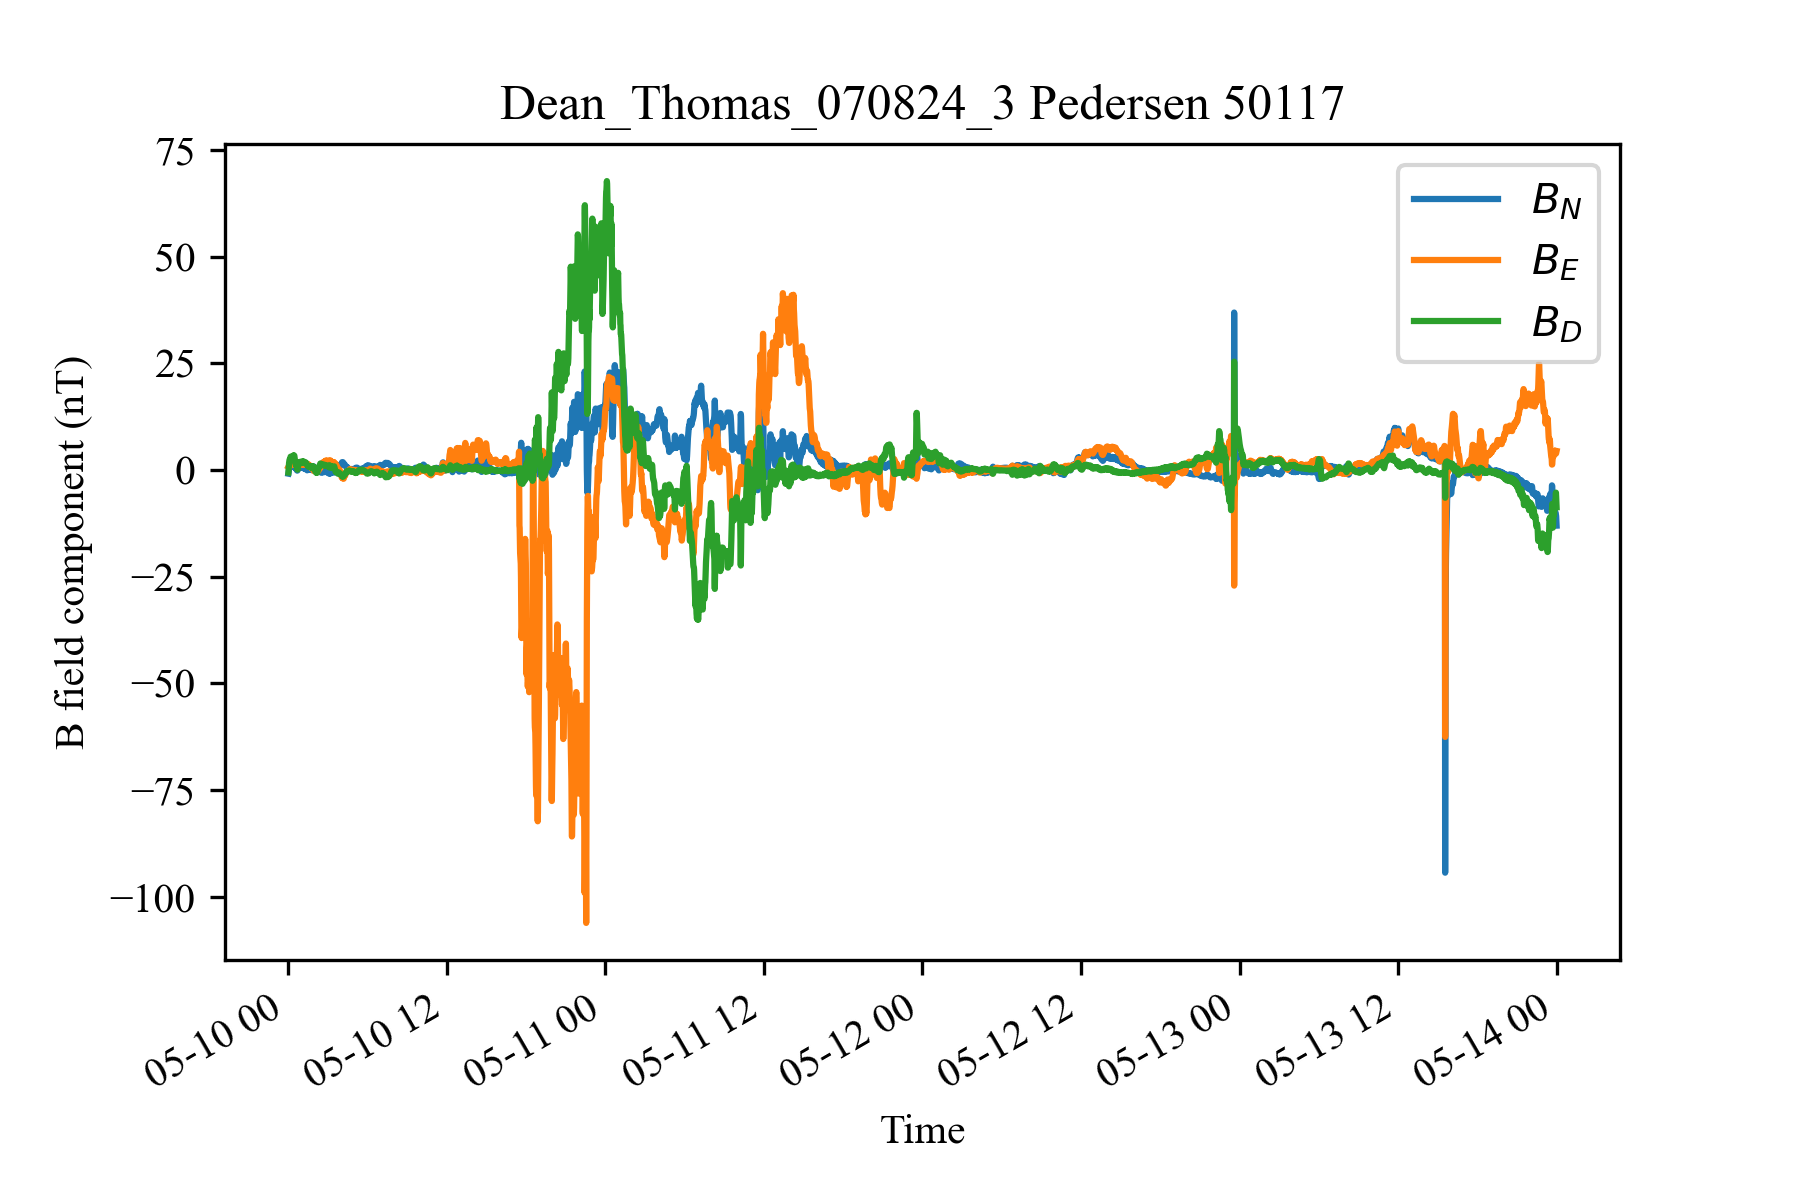 Dean_Thomas_070824_3 Pedersen 50117
75
50
25
0
−25
−50
−75
−100
B field component (nT)
B_N
B_E
B_D
05-10 00
05-10 12
05-11 00
05-11 12
05-12 00
05-12 12
05-13 00
05-13 12
05-14 00
Time